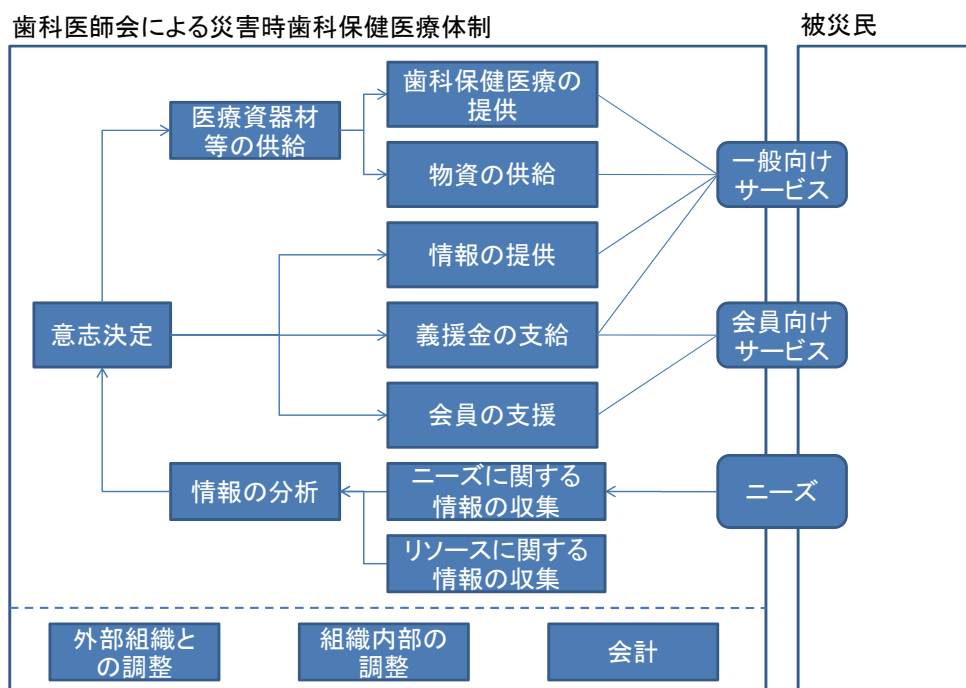 歯科医師会による災害時歯科保健医療体制
被災民
歯科保健医療の
提供
医療資器材
等の供給
物資の供給
一般向け
サービス
情報の提供
意志決定
義援金の支給
会員向け
サービス
会員の支援
情報の分析
ニーズに関する
情報の収集
ニーズ
リソースに関する
情報の収集
外部組織と
の調整
組織内部の
調整
会計